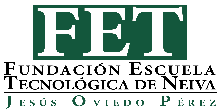 FET
FUNDACIÓN ESCUELA
TECNOLÓGICA DE NEIVA
JESÚS OVIEDO PÉREZ